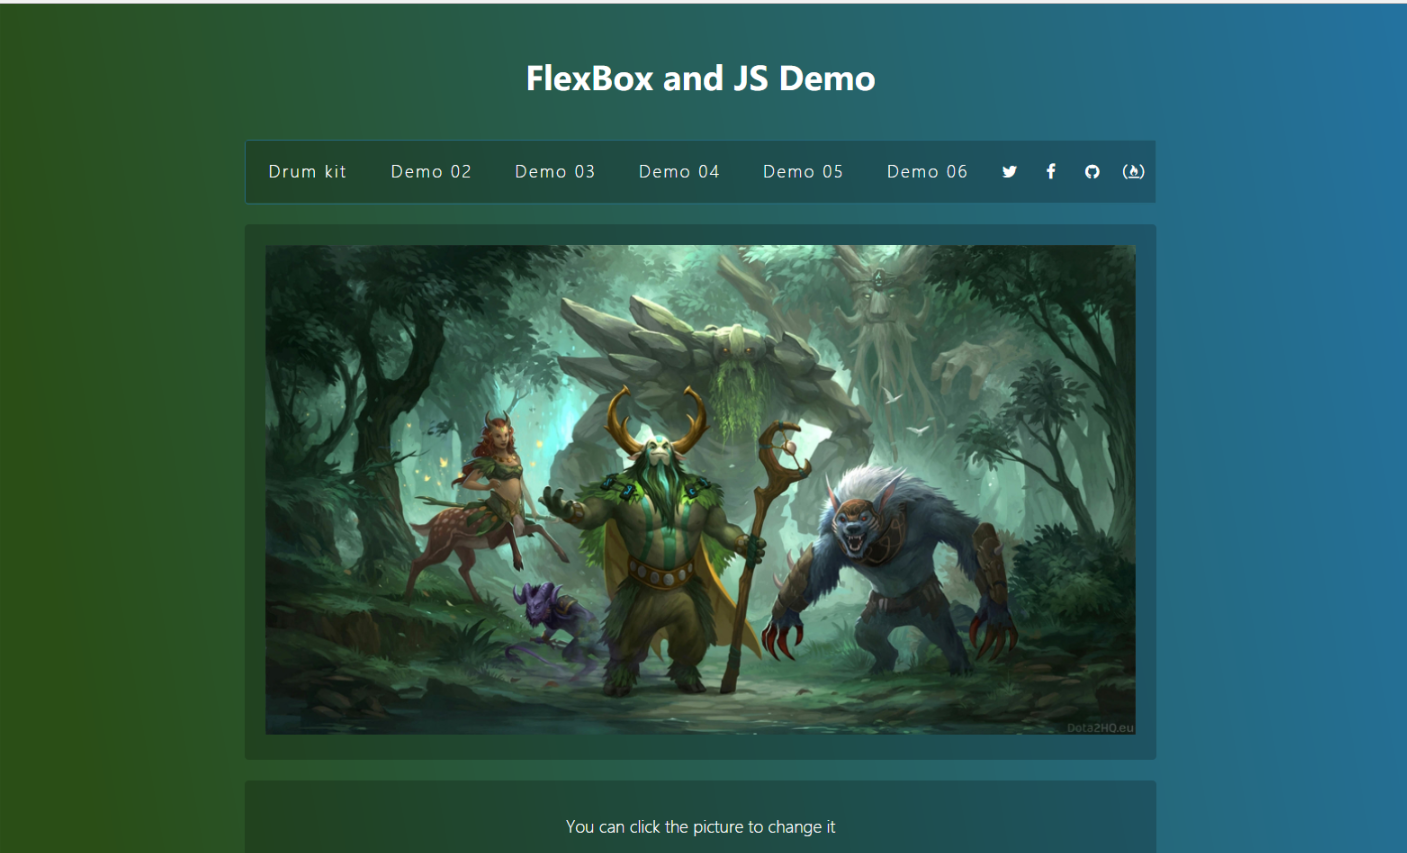 FlexBox and JS Demo
Drum kit Demo 02 Demo 03 Demo 04 Demo 05 Demo 06
Dota2HQ.eu
You can click the picture to change it